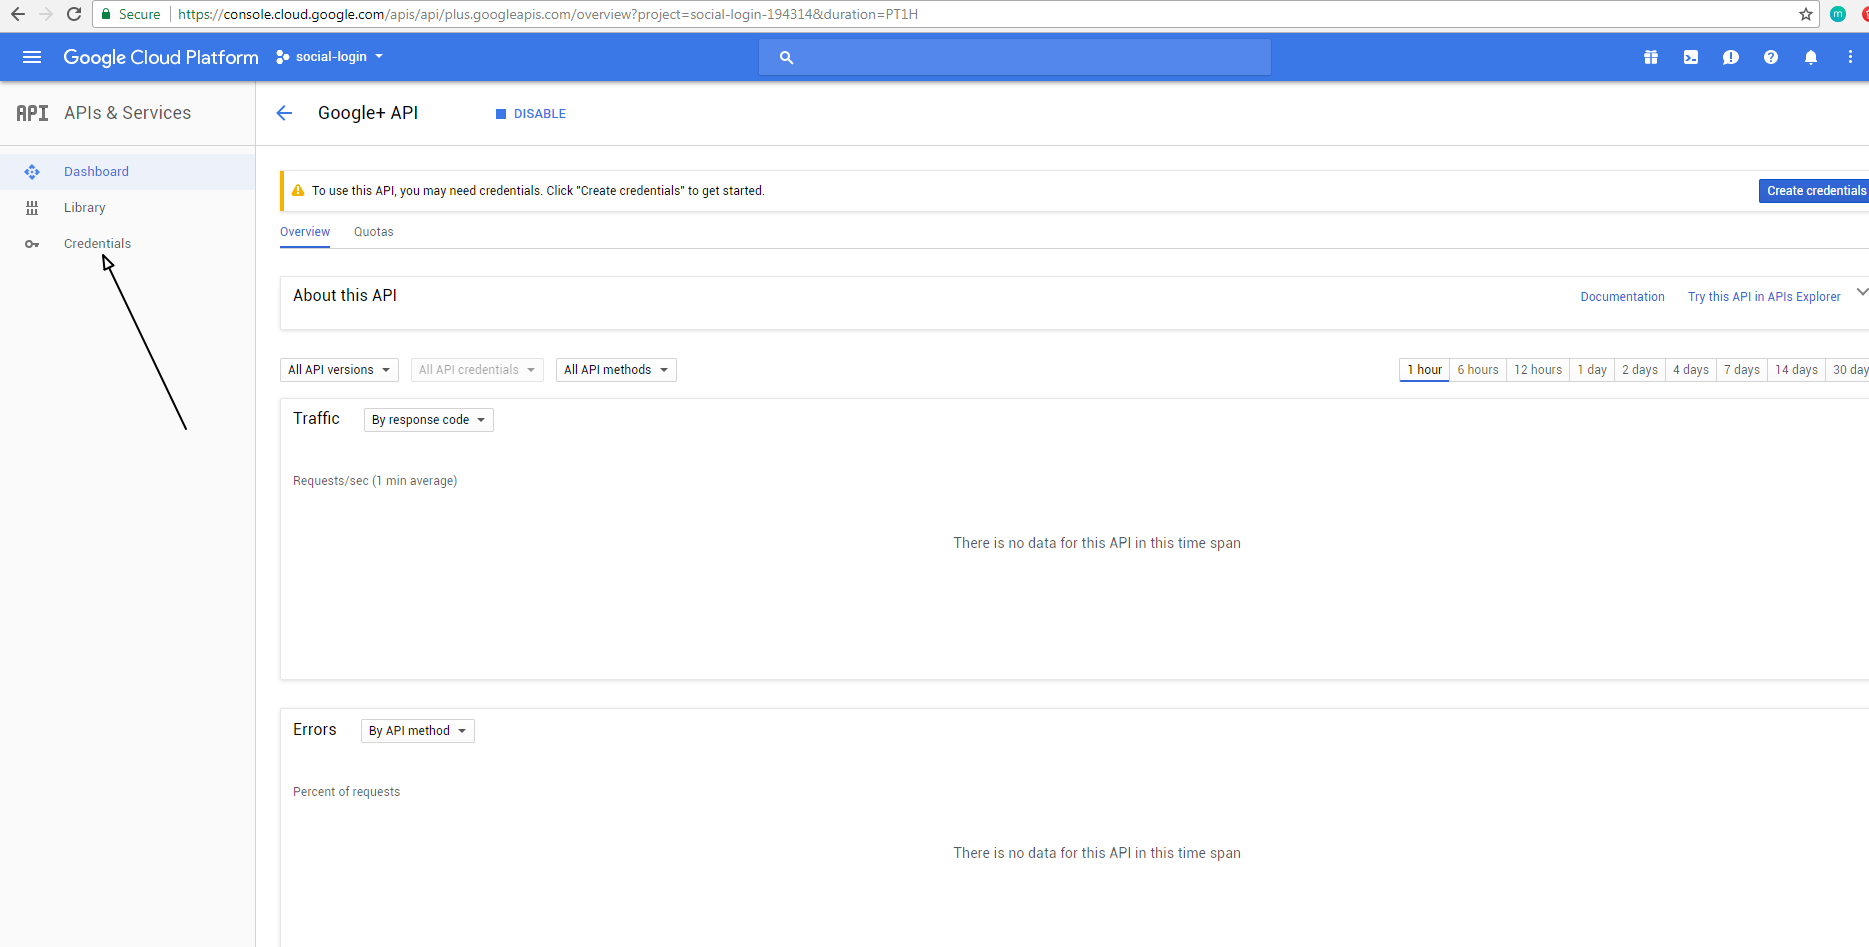 Secure https://console.cloud.google.com/apis/api/plus.googleapis.com/overview?project=social-login-194314&duration=PT1H
m
Google Cloud Platform social-login
API APIs & Services
Google+ API DISABLE
Dashboard
Library
Credentials
To use this API, you may need credentials. Click "Create credentials" to get started.
Create credentials
Overview Quotas
About this API
Documentation Try this API in APIs Explorer
All API versions All API credentials All API methods
1 hour 6 hours 12 hours 1 day 2 days 4 days 7 days 14 days 30 day
Traffic By response code
Requests/sec (1 min average)
There is no data for this API in this time span
Errors By API method
Percent of requests
There is no data for this API in this time span